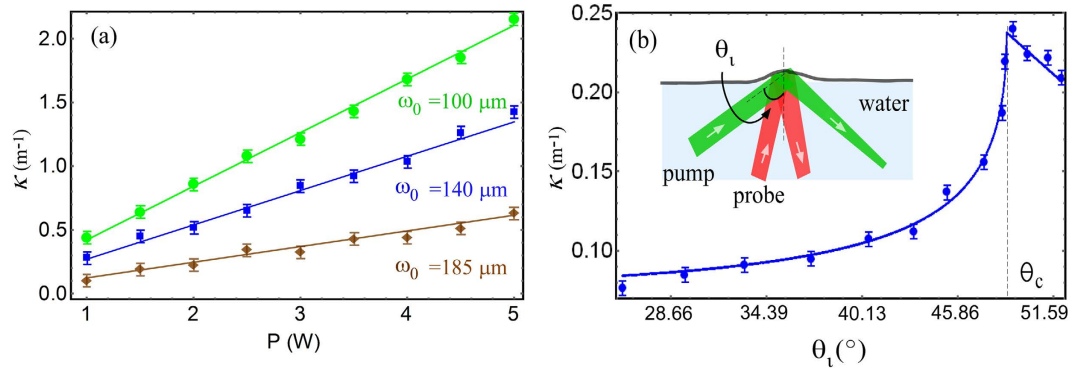 (a)
κ (m⁻¹)
2.0
1.5
1.0
0.5
0.0
ω₀ =100 μm
ω₀ =140 μm
ω₀ =185 μm
1 2 3 4 5
P (W)
(b)
κ (m⁻¹)
0.25
0.20
0.15
0.10
θι
water
pump
probe
θc
28.66 34.39 40.13 45.86 51.59
θι(°)